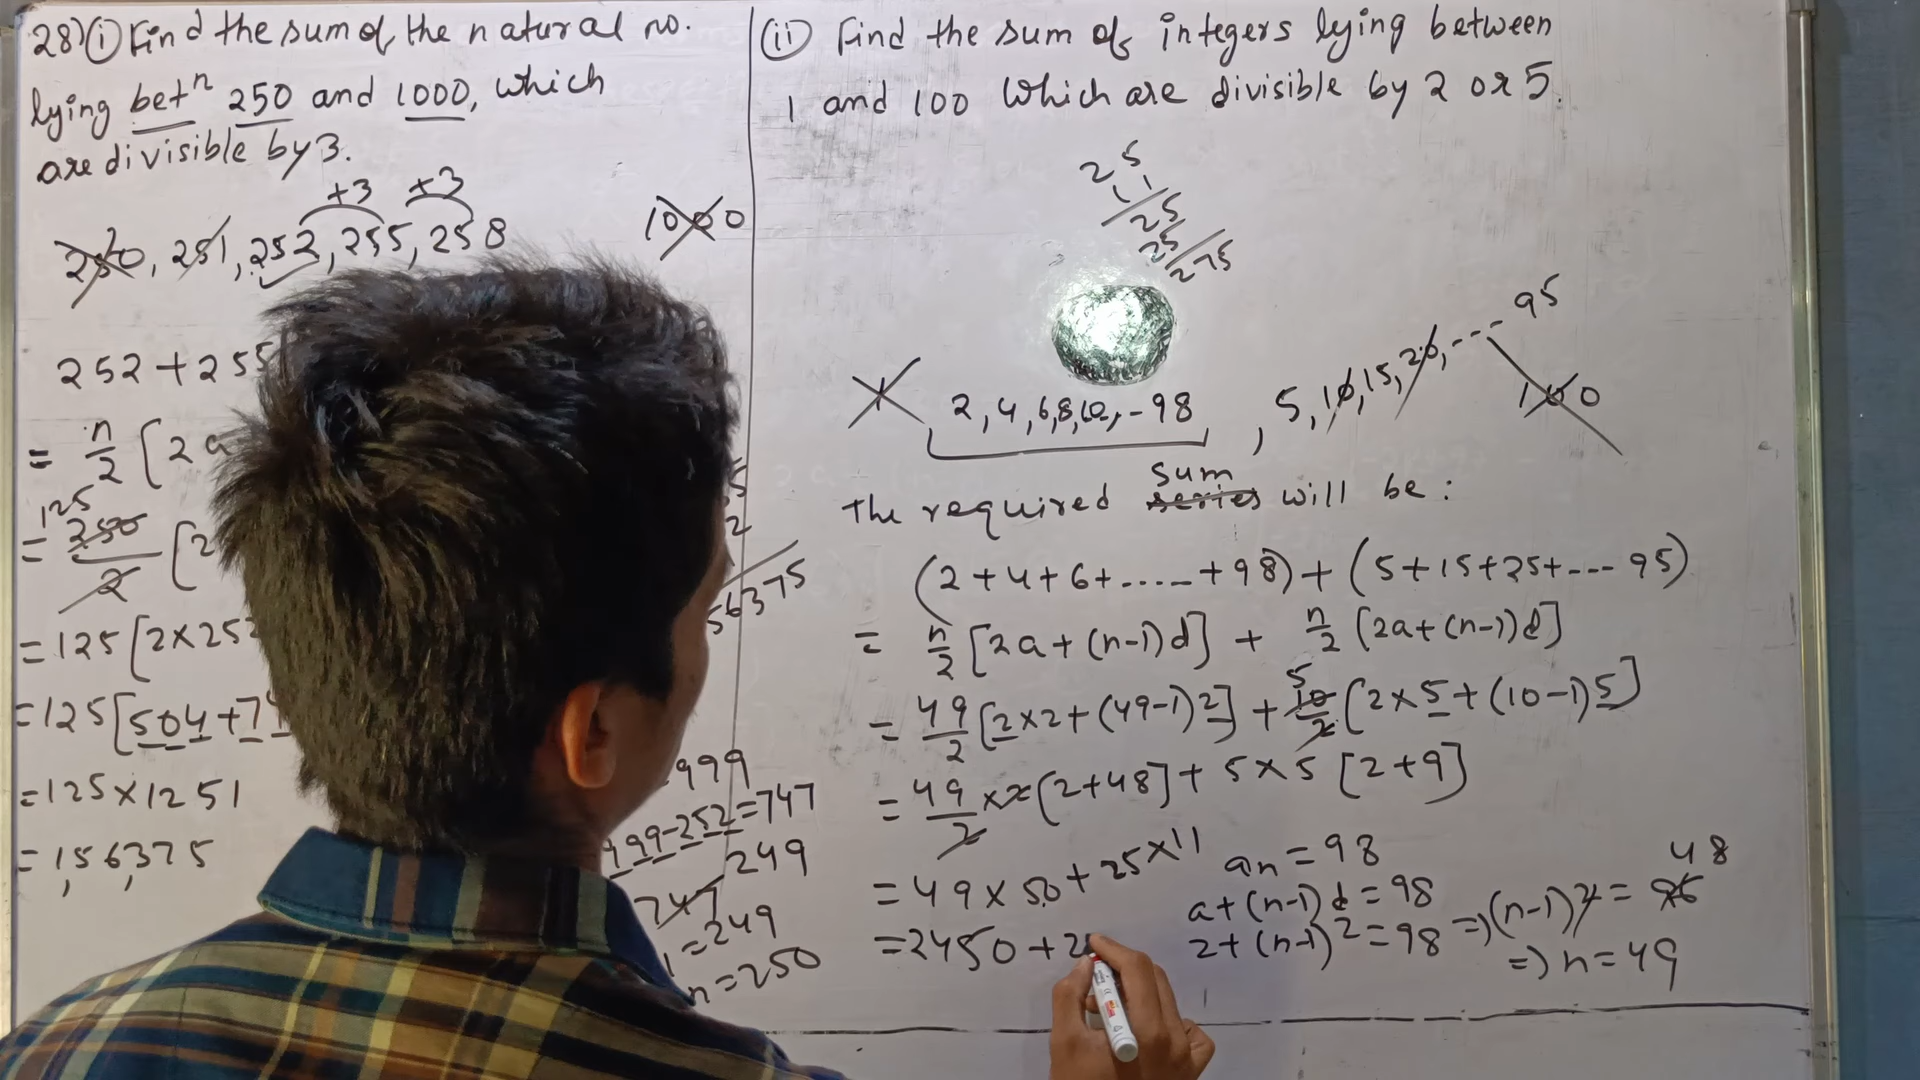 28) (i) Find the sum of the natural no.
lying betⁿ 250 and 1000, which
are divisible by 3.
+3 +3
250, 251, 252, 255, 258 1000
252+255
= n/2 [2a
125
= 250/2 [2
=125[2×25
=125[504+7
=125×1251
=1,56,375
56375
999
999-252=747
747 249
=249
n=250
(ii) Find the sum of integers lying between
1 and 100 which are divisible by 2 or 5.
25
1
25
25
275
1, 2,4,6,8,10,-98, , 5,10,15,20,---95
100
sum
The required series will be:
(2+4+6+.....+98)+(5+15+25+---95)
= n/2 [2a+(n-1)d] + n/2 [2a+(n-1)d]
5
= 49/2 [2×2+(49-1)2] + 10/2 [2×5+(10-1)5]
= 49/2 ×2[2+48]+5×5[2+9]
=49×50+25×11
=2450+2
an=98
a+(n-1)d=98
2+(n-1)2=98 =>(n-1)2=96 48
=> n=49